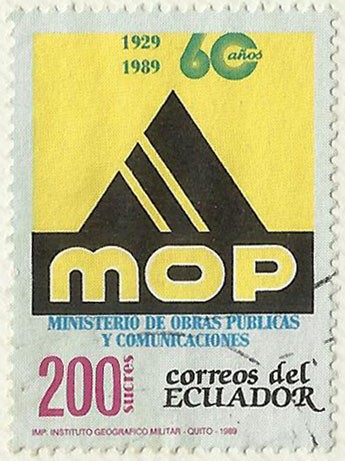 1929
1989
60 años
MOP
MINISTERIO DE OBRAS PUBLICAS
Y COMUNICACIONES
200 sucres
correos del
ECUADOR
IMP. INSTITUTO GEOGRAFICO MILITAR - QUITO - 1989